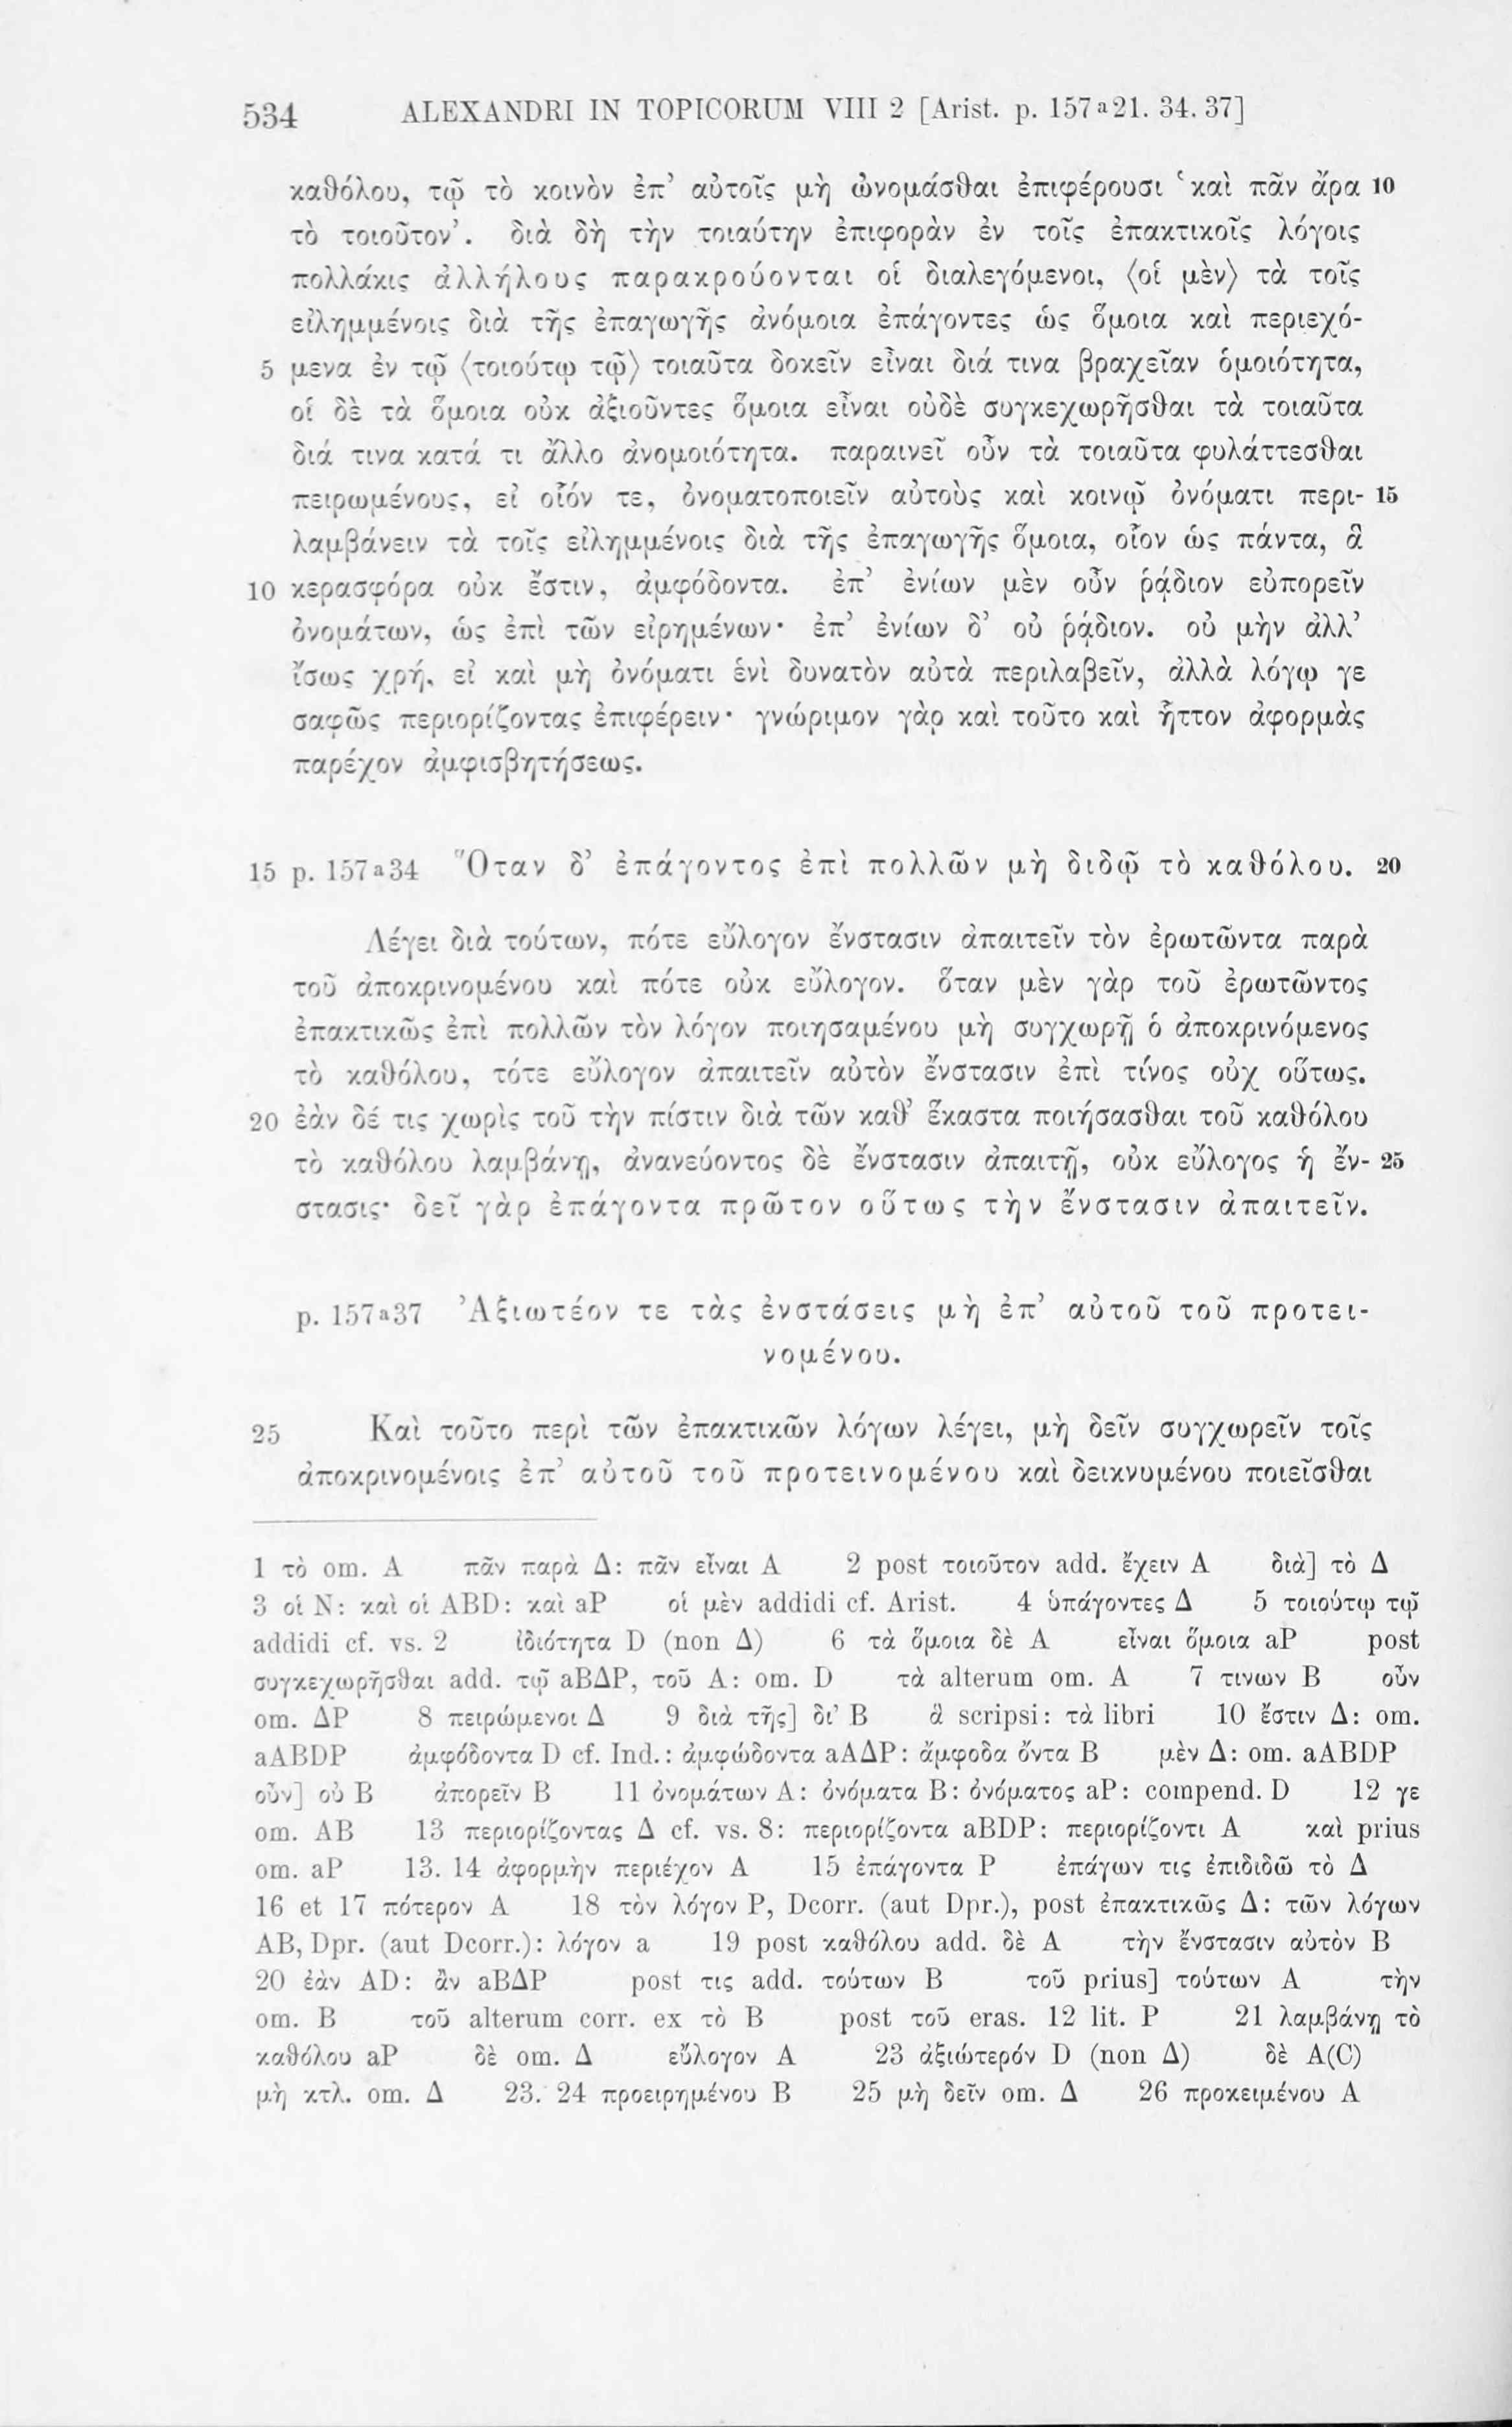 534 ALEXANDRI IN TOPICORUM VIII 2 [Arist. p. 157ᵃ21. 34. 37]
καθόλου, τῷ τὸ κοινὸν ἐπ’ αὐτοῖς μὴ ὠνομάσθαι ἐπιφέρουσι ‘καὶ πᾶν ἄρα 10
τὸ τοιοῦτον’. διὰ δὴ τὴν τοιαύτην ἐπιφορὰν ἐν τοῖς ἐπακτικοῖς λόγοις
πολλάκις ἀλλήλους παρακρούονται οἱ διαλεγόμενοι, ⟨οἱ μὲν⟩ τὰ τοῖς
εἰλημμένοις διὰ τῆς ἐπαγωγῆς ἀνόμοια ἐπάγοντες ὡς ὅμοια καὶ περιεχό-
5 μενα ἐν τῷ ⟨τοιούτῳ τῷ⟩ τοιαῦτα δοκεῖν εἶναι διά τινα βραχεῖαν ὁμοιότητα,
οἱ δὲ τὰ ὅμοια οὐκ ἀξιοῦντες ὅμοια εἶναι οὐδὲ συγκεχωρῆσθαι τὰ τοιαῦτα
διά τινα κατά τι ἄλλο ἀνομοιότητα. παραινεῖ οὖν τὰ τοιαῦτα φυλάττεσθαι
πειρωμένους, εἰ οἷόν τε, ὀνοματοποιεῖν αὐτοὺς καὶ κοινῷ ὀνόματι περι- 15
λαμβάνειν τὰ τοῖς εἰλημμένοις διὰ τῆς ἐπαγωγῆς ὅμοια, οἷον ὡς πάντα, ἃ
10 κερασφόρα οὐκ ἔστιν, ἀμφόδοντα. ἐπ’ ἐνίων μὲν οὖν ῥᾴδιον εὐπορεῖν
ὀνομάτων, ὡς ἐπὶ τῶν εἰρημένων· ἐπ’ ἐνίων δ’ οὐ ῥᾴδιον. οὐ μὴν ἀλλ’
ἴσως χρή, εἰ καὶ μὴ ὀνόματι ἑνὶ δυνατὸν αὐτὰ περιλαβεῖν, ἀλλὰ λόγῳ γε
σαφῶς περιορίζοντας ἐπιφέρειν· γνώριμον γὰρ καὶ τοῦτο καὶ ἧττον ἀφορμὰς
παρέχον ἀμφισβητήσεως.
15 p. 157ᵃ34 Ὅταν δ’ ἐπάγοντος ἐπὶ πολλῶν μὴ διδῷ τὸ καθόλου. 20
Λέγει διὰ τούτων, πότε εὔλογον ἔνστασιν ἀπαιτεῖν τὸν ἐρωτῶντα παρὰ
τοῦ ἀποκρινομένου καὶ πότε οὐκ εὔλογον. ὅταν μὲν γὰρ τοῦ ἐρωτῶντος
ἐπακτικῶς ἐπὶ πολλῶν τὸν λόγον ποιησαμένου μὴ συγχωρῇ ὁ ἀποκρινόμενος
τὸ καθόλου, τότε εὔλογον ἀπαιτεῖν αὐτὸν ἔνστασιν ἐπὶ τίνος οὐχ οὕτως.
20 ἐὰν δέ τις χωρὶς τοῦ τὴν πίστιν διὰ τῶν καθ’ ἕκαστα ποιήσασθαι τοῦ καθόλου
τὸ καθόλου λαμβάνῃ, ἀνανεύοντος δὲ ἔνστασιν ἀπαιτῇ, οὐκ εὔλογος ἡ ἔν- 25
στασις· δεῖ γὰρ ἐπάγοντα πρῶτον οὕτως τὴν ἔνστασιν ἀπαιτεῖν.
p. 157ᵃ37 Ἀξιωτέον τε τὰς ἐνστάσεις μὴ ἐπ’ αὐτοῦ τοῦ προτει-
νομένου.
25 Καὶ τοῦτο περὶ τῶν ἐπακτικῶν λόγων λέγει, μὴ δεῖν συγχωρεῖν τοῖς
ἀποκρινομένοις ἐπ’ αὐτοῦ τοῦ προτεινομένου καὶ δεικνυμένου ποιεῖσθαι
1 τὸ om. A πᾶν παρὰ Δ: πᾶν εἶναι A 2 post τοιοῦτον add. ἔχειν A διὰ] τὸ Δ
3 οἱ N: καὶ οἱ ABD: καὶ aP οἱ μὲν addidi cf. Arist. 4 ὑπάγοντες Δ 5 τοιούτῳ τῷ
addidi cf. vs. 2 ἰδιότητα D (non Δ) 6 τὰ ὅμοια δὲ A εἶναι ὅμοια aP post
συγκεχωρῆσθαι add. τῷ aBΔP, τοῦ A: om. D τὰ alterum om. A 7 τινων B οὖν
om. ΔP 8 πειρώμενοι Δ 9 διὰ τῆς] δι’ B ἃ scripsi: τὰ libri 10 ἔστιν Δ: om.
aABDP ἀμφόδοντα D cf. Ind.: ἀμφώδοντα aAΔP: ἄμφοδα ὄντα B μὲν Δ: om. aABDP
οὖν] οὐ B ἀπορεῖν B 11 ὀνομάτων A: ὀνόματα B: ὀνόματος aP: compend. D 12 γε
om. AB 13 περιορίζοντας Δ cf. vs. 8: περιορίζοντα aBDP: περιορίζοντι A καὶ prius
om. aP 13. 14 ἀφορμὴν περιέχον A 15 ἐπάγοντα P ἐπάγων τις ἐπιδιδῶ τὸ Δ
16 et 17 πότερον A 18 τὸν λόγον P, Dcorr. (aut Dpr.), post ἐπακτικῶς Δ: τῶν λόγων
AB, Dpr. (aut Dcorr.): λόγον a 19 post καθόλου add. δὲ A τὴν ἔνστασιν αὐτὸν B
20 ἐὰν AD: ἂν aBΔP post τις add. τούτων B τοῦ prius] τούτων A τὴν
om. B τοῦ alterum corr. ex τὸ B post τοῦ eras. 12 lit. P 21 λαμβάνῃ τὸ
καθόλου aP δὲ om. Δ εὔλογον A 23 ἀξιώτερόν D (non Δ) δὲ A(C)
μὴ κτλ. om. Δ 23. 24 προειρημένου B 25 μὴ δεῖν om. Δ 26 προκειμένου A